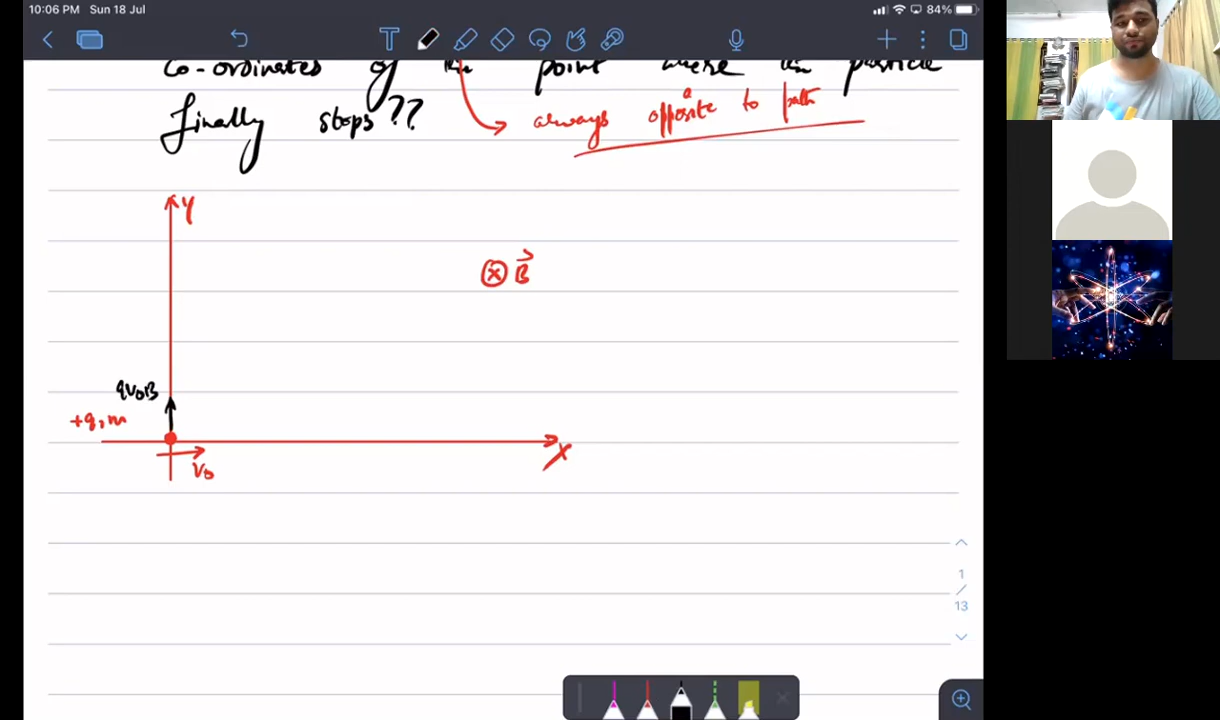 10:06 PM Sun 18 Jul 84%
Co-ordinates of the point where the particle
finally stops??
always opposite to path
y
⊗ B⃗
qv₀B
+q,m
x
v₀
T
1
/
13